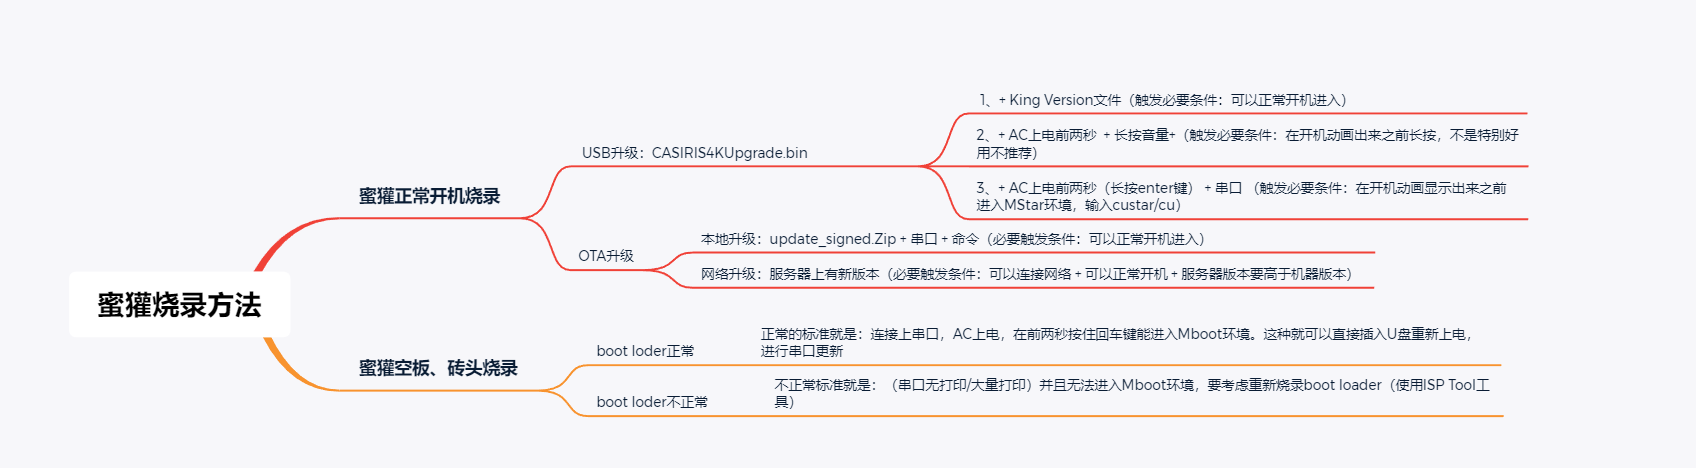 蜜獾烧录方法
蜜獾正常开机烧录
USB升级：CASIRIS4KUpgrade.bin
1、+ King Version文件（触发必要条件：可以正常开机进入）
2、+ AC上电前两秒 + 长按音量+（触发必要条件：在开机动画出来之前长按，不是特别好
用不推荐）
3、+ AC上电前两秒（长按enter键） + 串口 （触发必要条件：在开机动画显示出来之前
进入MStar环境，输入custar/cu）
OTA升级
本地升级：update_signed.Zip + 串口 + 命令（必要触发条件：可以正常开机进入）
网络升级：服务器上有新版本（必要触发条件：可以连接网络 + 可以正常开机 + 服务器版本要高于机器版本）
蜜獾空板、砖头烧录
boot loder正常
正常的标准就是：连接上串口，AC上电，在前两秒按住回车键能进入Mboot环境。这种就可以直接插入U盘重新上电，
进行串口更新
boot loder不正常
不正常标准就是：（串口无打印/大量打印）并且无法进入Mboot环境，要考虑重新烧录boot loader（使用ISP Tool工
具）